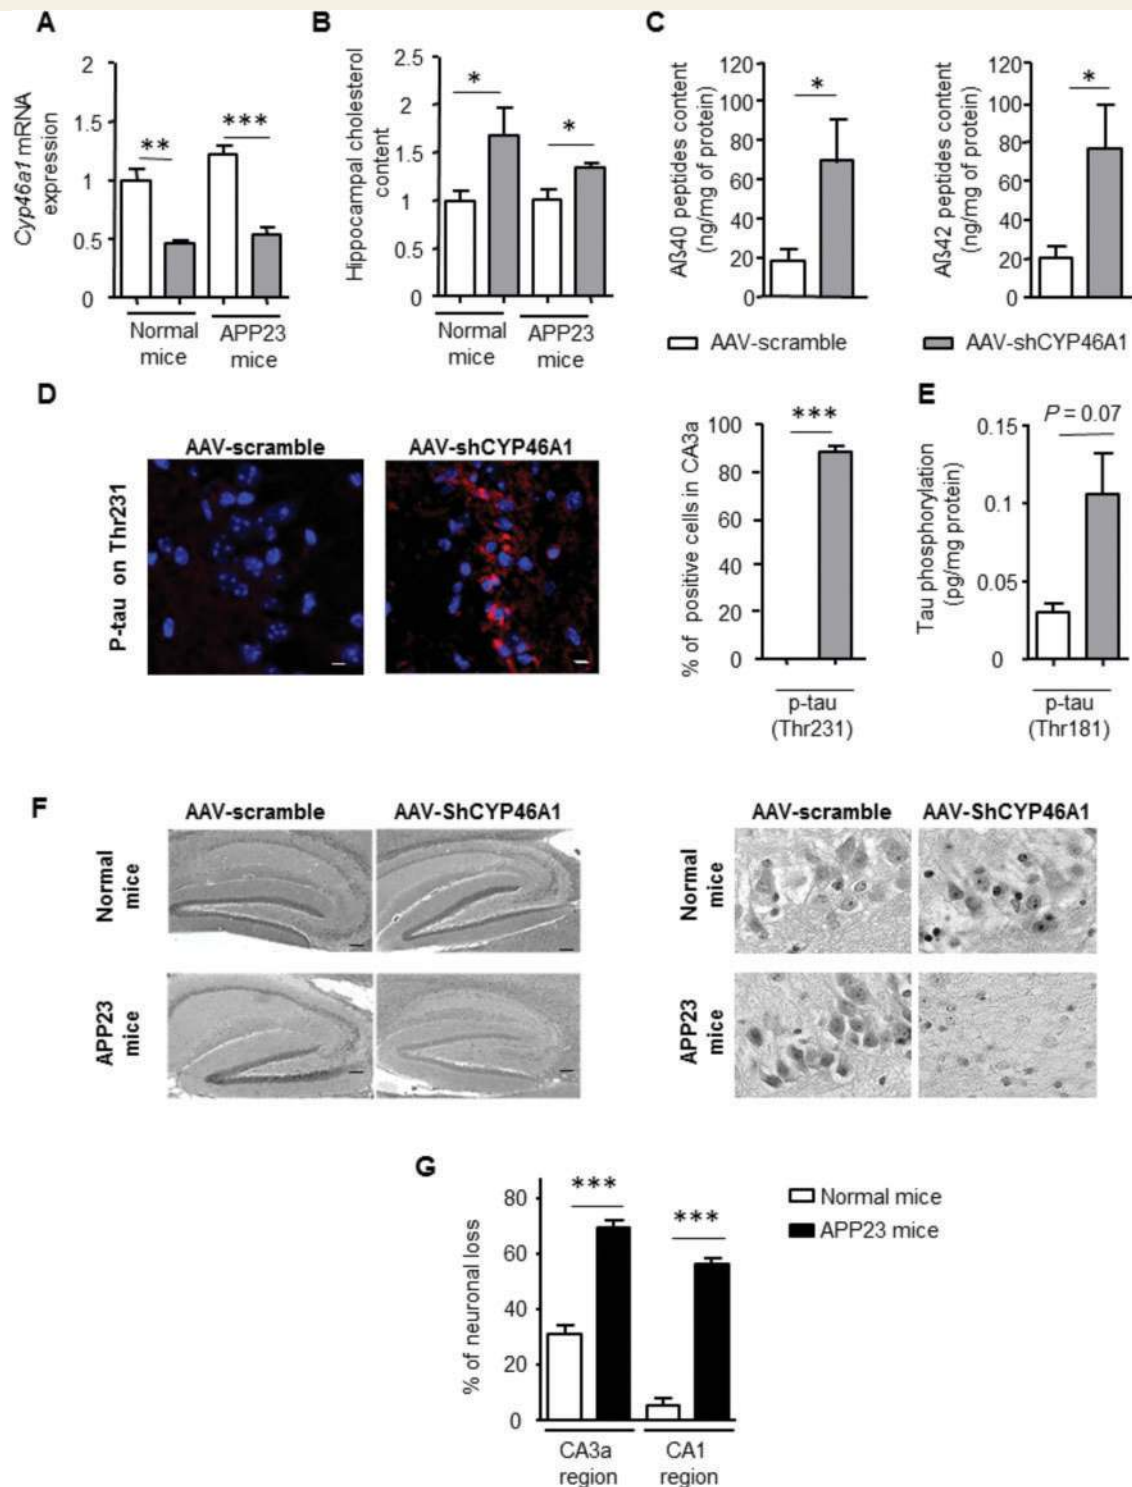 A
Cyp46a1 mRNA
expression
2
1.5
1
0.5
0
**
***
Normal
mice
APP23
mice
B
Hippocampal cholesterol
content
2.5
2
1.5
1
0.5
0
*
*
Normal
mice
APP23
mice
C
Aß40 peptides content
(ng/mg of protein)
120
100
80
60
40
20
0
*
Aß42 peptides content
(ng/mg of protein)
120
100
80
60
40
20
0
*
AAV-scramble
AAV-shCYP46A1
D
AAV-scramble
AAV-shCYP46A1
P-tau on Thr231
% of positive cells in CA3a
100
80
60
40
20
0
***
p-tau
(Thr231)
E
Tau phosphorylation
(pg/mg protein)
P = 0.07
0.15
0.1
0.05
0
p-tau
(Thr181)
F
AAV-scramble
AAV-ShCYP46A1
Normal
mice
APP23
mice
AAV-scramble
AAV-ShCYP46A1
Normal
mice
APP23
mice
G
% of neuronal loss
80
60
40
20
0
***
***
CA3a
region
CA1
region
Normal mice
APP23 mice